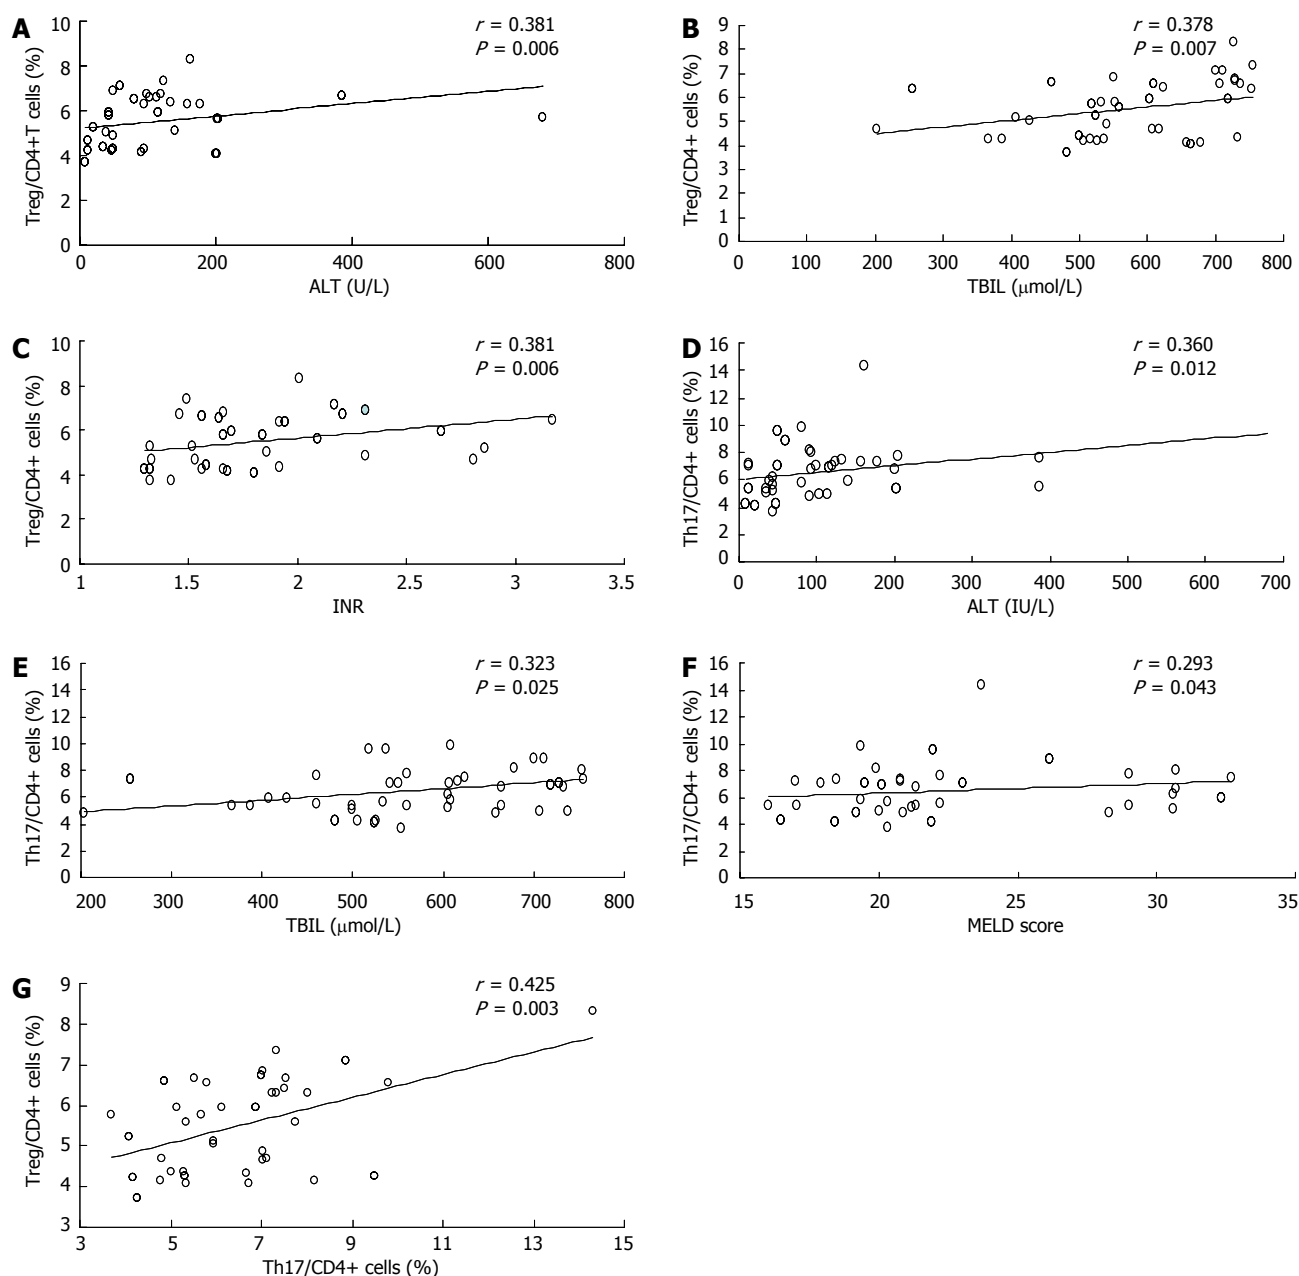 A
r = 0.381
P = 0.006
Treg/CD4+T cells (%)
10
8
6
4
2
0
0 200 400 600 800
ALT (U/L)
B
r = 0.378
P = 0.007
Treg/CD4+ cells (%)
9
8
7
6
5
4
3
2
1
0
0 100 200 300 400 500 600 700 800
TBIL (μmol/L)
C
r = 0.381
P = 0.006
Treg/CD4+ cells (%)
10
8
6
4
2
0
1 1.5 2 2.5 3 3.5
INR
D
r = 0.360
P = 0.012
Th17/CD4+ cells (%)
16
14
12
10
8
6
4
2
0
0 100 200 300 400 500 600 700
ALT (IU/L)
E
r = 0.323
P = 0.025
Th17/CD4+ cells (%)
16
14
12
10
8
6
4
2
0
200 300 400 500 600 700 800
TBIL (μmol/L)
F
r = 0.293
P = 0.043
Th17/CD4+ cells (%)
16
14
12
10
8
6
4
2
0
15 20 25 30 35
MELD score
G
r = 0.425
P = 0.003
Treg/CD4+ cells (%)
9
8
7
6
5
4
3
3 5 7 9 11 13 15
Th17/CD4+ cells (%)